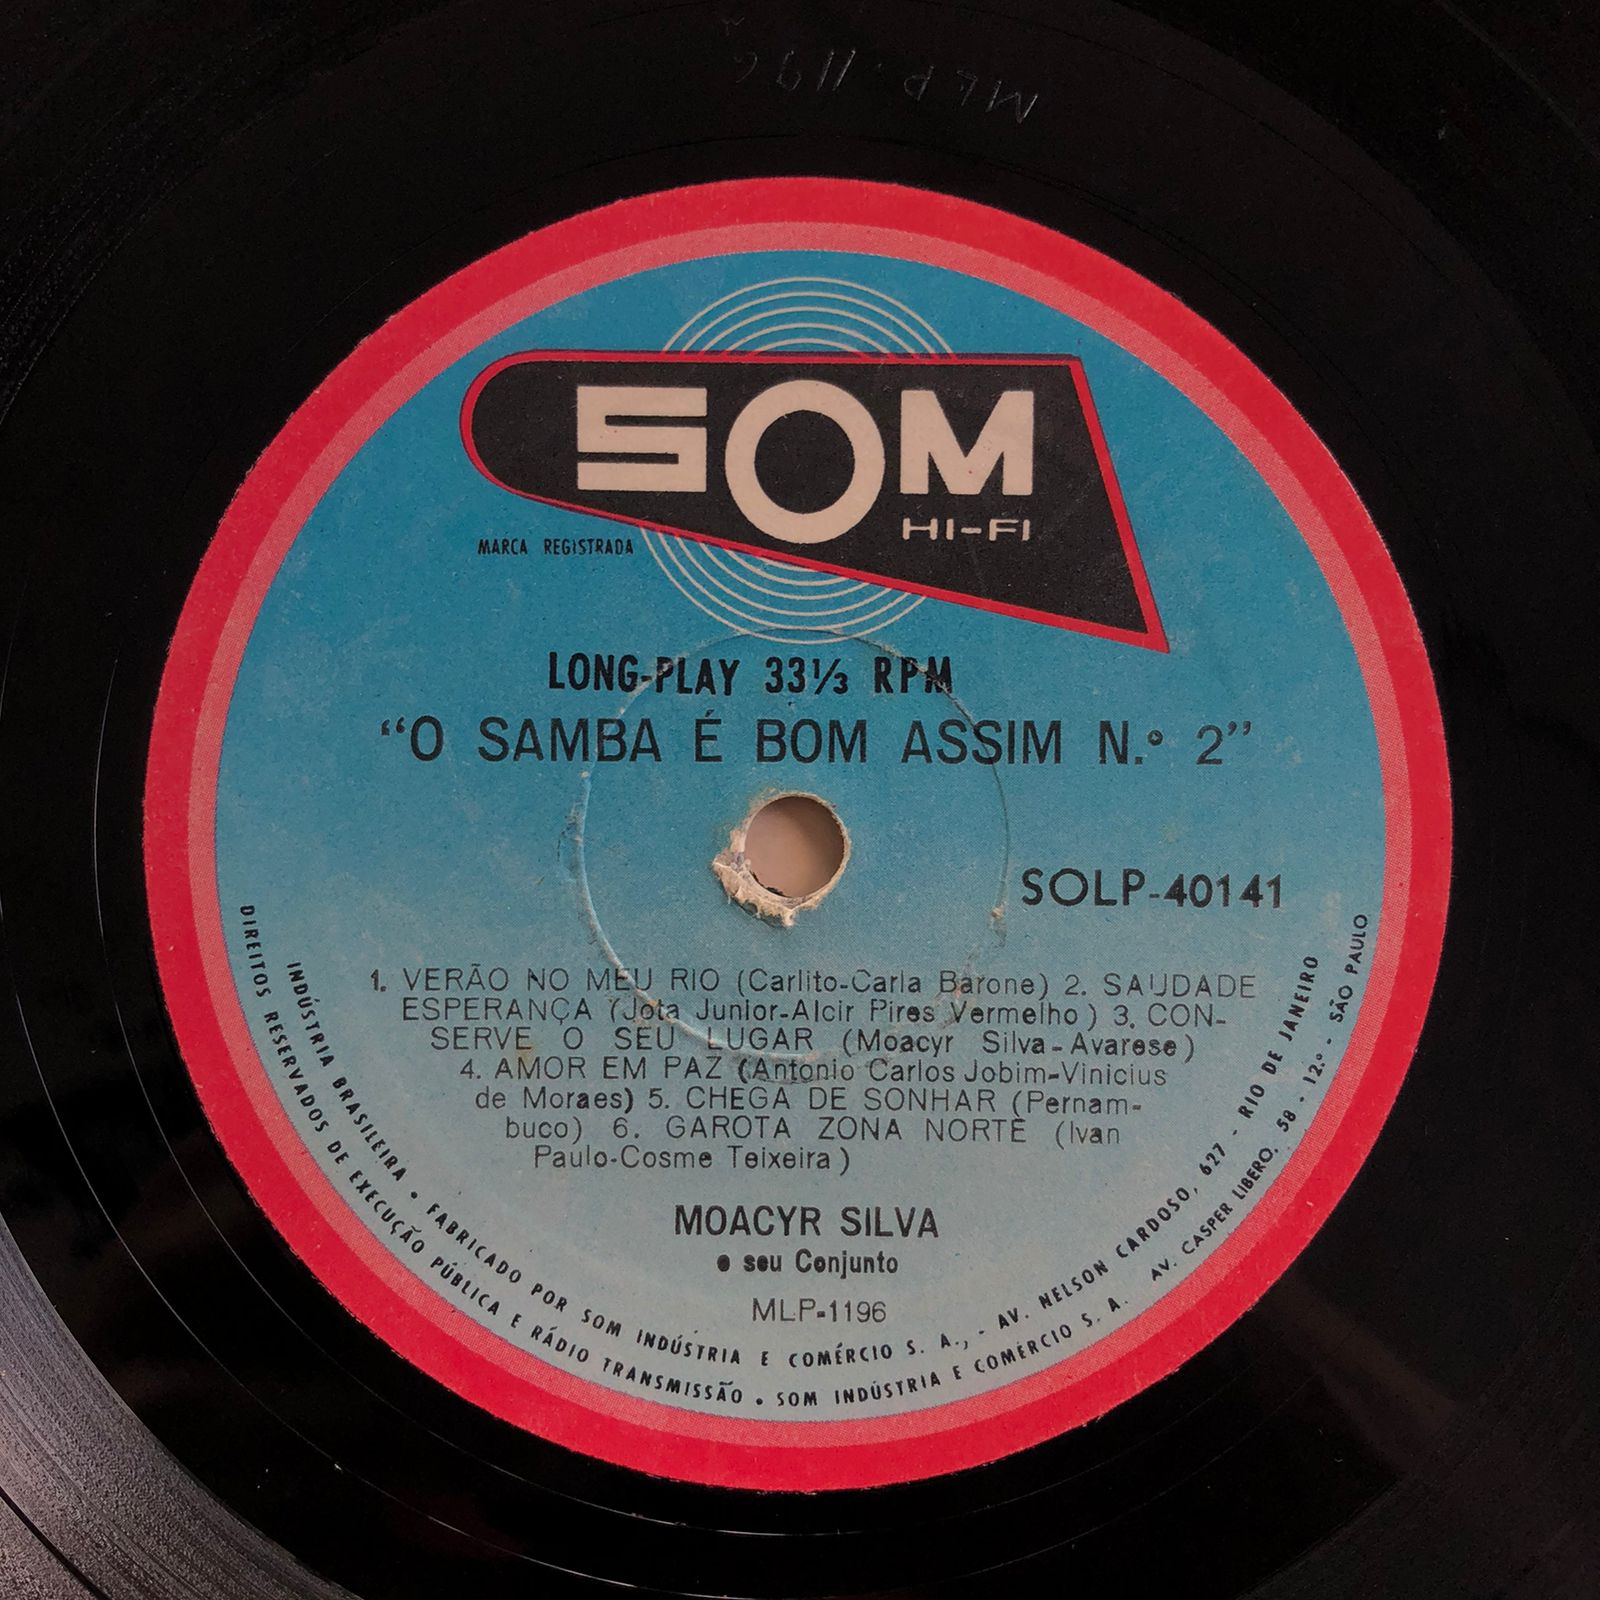 MLP 1196
SOM
HI-FI
MARCA REGISTRADA
LONG-PLAY 33 1/3 RPM
“O SAMBA É BOM ASSIM N.º 2”
SOLP-40141
1. VERÃO NO MEU RIO (Carlito-Carla Barone) 2. SAUDADE
ESPERANÇA (Jota Junior-Alcir Pires Vermelho) 3. CON-
SERVE O SEU LUGAR (Moacyr Silva-Avarese)
4. AMOR EM PAZ (Antonio Carlos Jobim-Vinicius
de Moraes) 5. CHEGA DE SONHAR (Pernam-
buco) 6. GAROTA ZONA NORTE (Ivan
Paulo-Cosme Teixeira)
MOACYR SILVA
e seu Conjunto
MLP-1196
INDÚSTRIA BRASILEIRA • FABRICADO POR SOM INDÚSTRIA E COMÉRCIO S. A., - AV. NELSON CARDOSO, 627 - RIO DE JANEIRO
DIREITOS RESERVADOS DE EXECUÇÃO PÚBLICA E RÁDIO TRANSMISSÃO • SOM INDÚSTRIA E COMÉRCIO S. A. AV. CASPER LIBERO, 58 - 12.º - SÃO PAULO